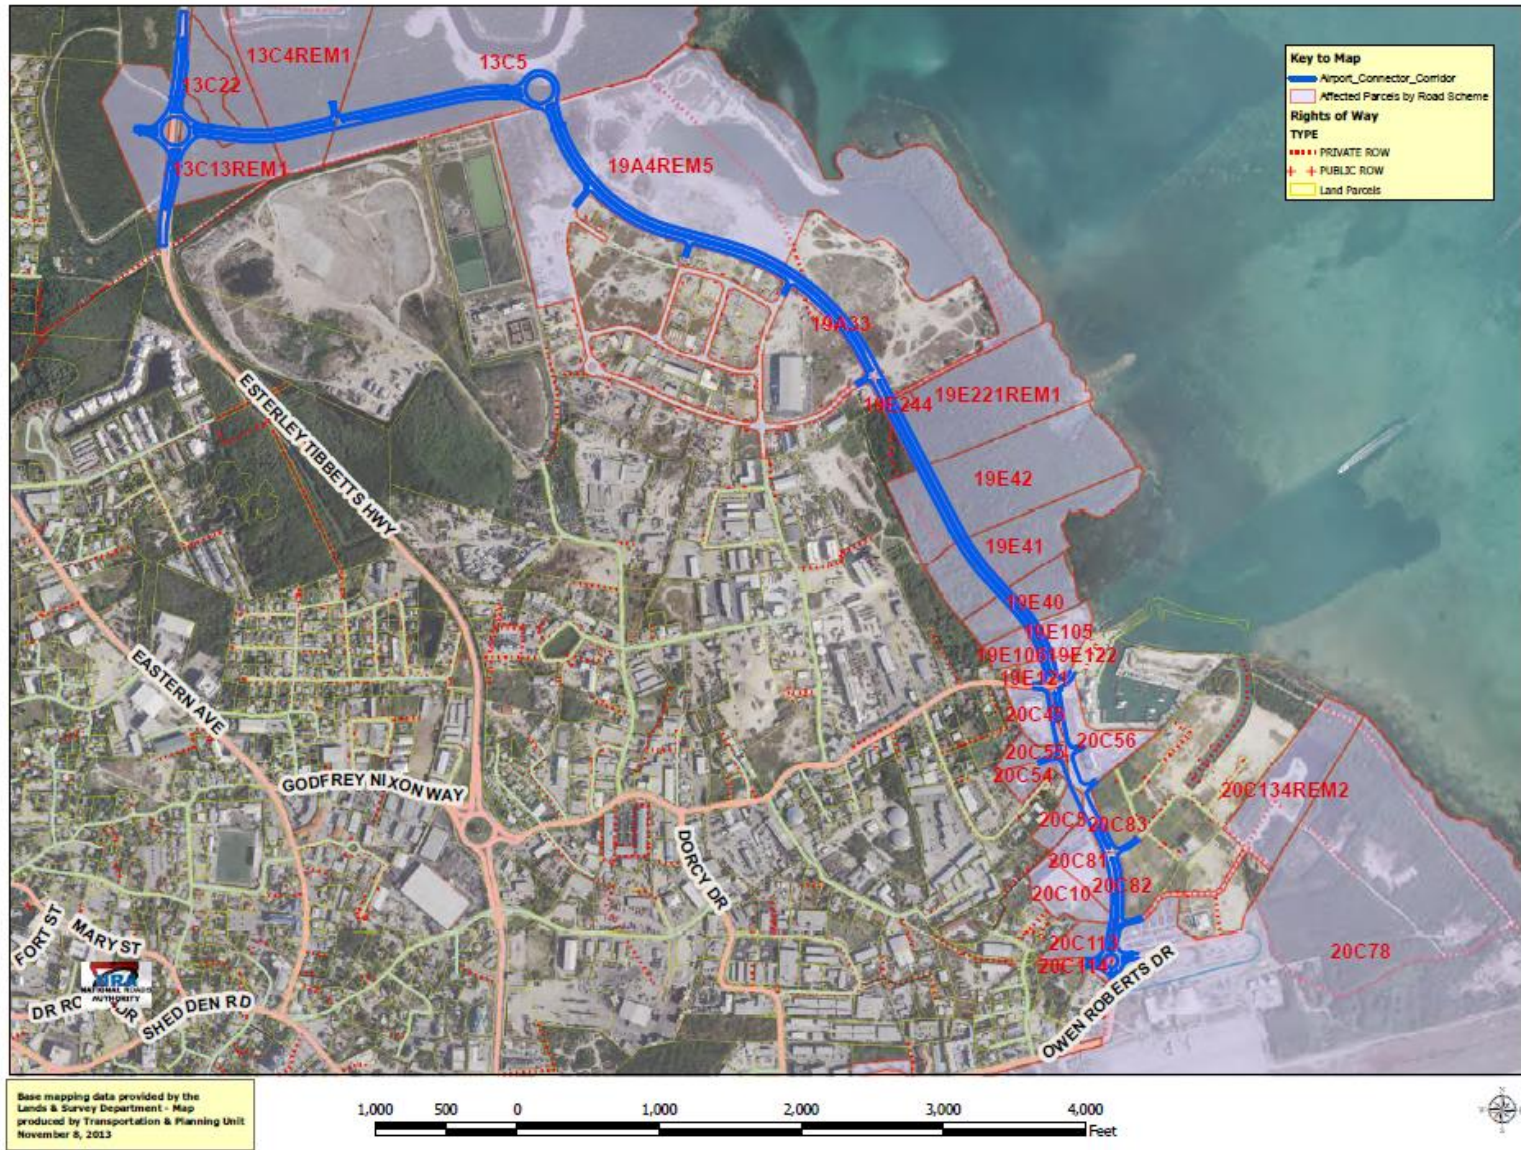 13C4REM1
13C5
13C22
13C13REM1
19A4REM5
Key to Map
Airport_Connector_Corridor
Affected Parcels by Road Scheme
Rights of Way
TYPE
PRIVATE ROW
PUBLIC ROW
Land Parcels
19A33
19E244
19E221REM1
19E42
19E41
19E40
19E105
19E122
19E121
20C56
20C55
20C54
20C134REM2
20C83
20C81
20C82
20C10
20C113
20C114
20C78
ESTERLEY TIBBETTS HWY
EASTERN AVE
GODFREY NIXON WAY
DORCY DR
FORT ST
MARY ST
NRA
NATIONAL ROADS
AUTHORITY
SHEDDEN RD
OWEN ROBERTS DR
Base mapping data provided by the
Lands & Survey Department - Map
produced by Transportation & Planning Unit
November 8, 2013
1,000 500 0 1,000 2,000 3,000 4,000
Feet